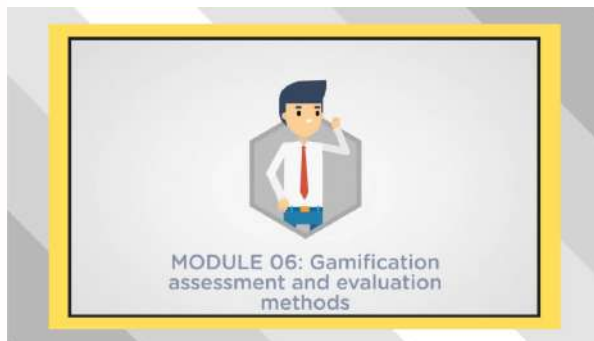 MODULE 06: Gamification
assessment and evaluation
methods